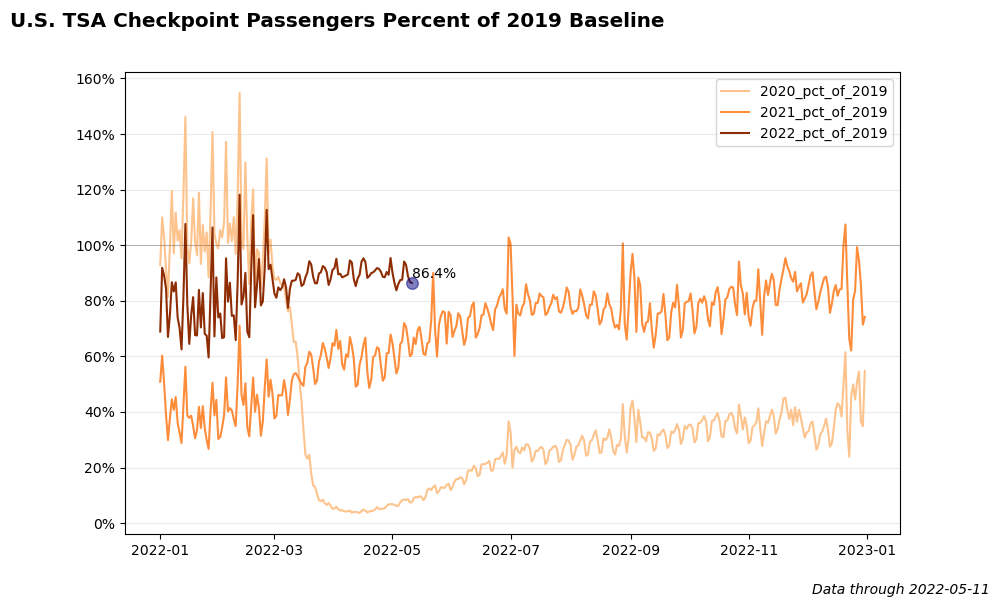 U.S. TSA Checkpoint Passengers Percent of 2019 Baseline
160%
140%
120%
100%
80%
60%
40%
20%
0%
2020_pct_of_2019
2021_pct_of_2019
2022_pct_of_2019
86.4%
2022-01 2022-03 2022-05 2022-07 2022-09 2022-11 2023-01
Data through 2022-05-11